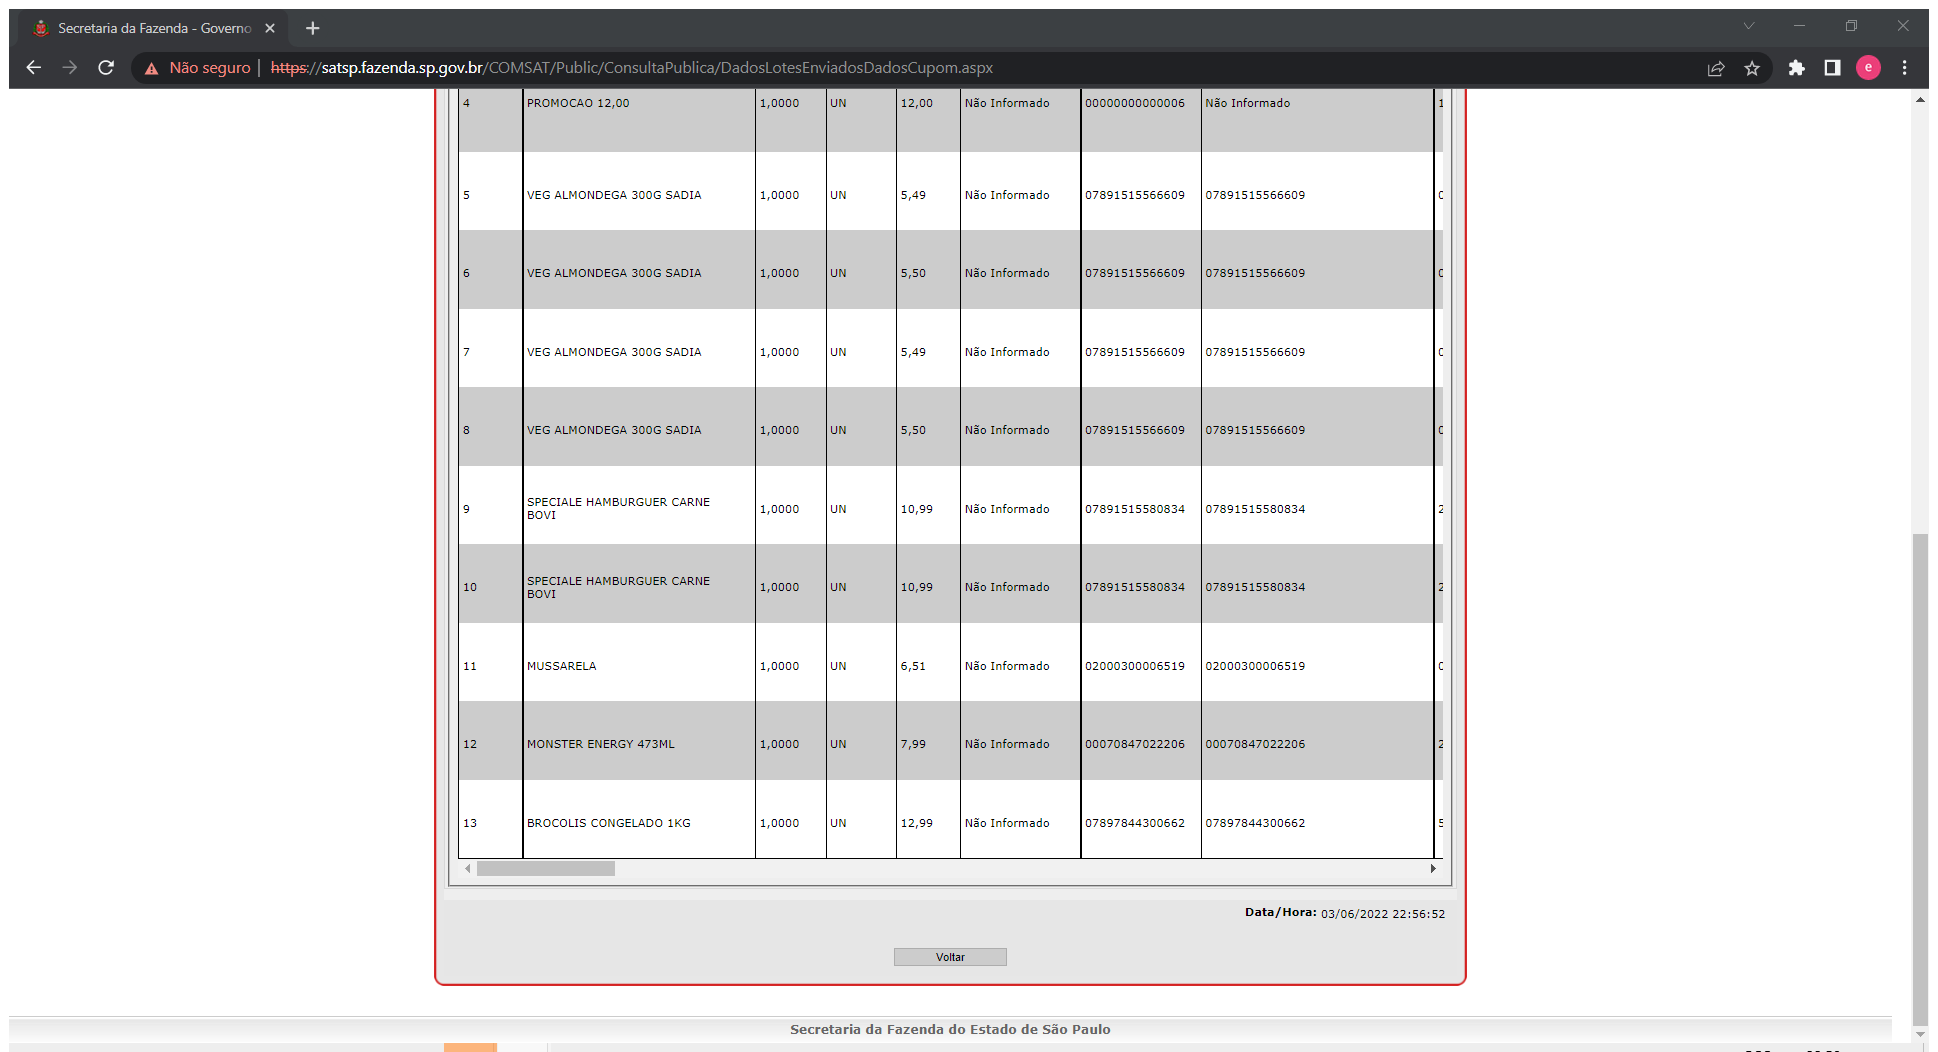 Secretaria da Fazenda - Governo
Não seguro | https://satsp.fazenda.sp.gov.br/COMSAT/Public/ConsultaPublica/DadosLotesEnviadosDadosCupom.aspx
e
4 PROMOCAO 12,00 1,0000 UN 12,00 Não Informado 00000000000006 Não Informado 1
5 VEG ALMONDEGA 300G SADIA 1,0000 UN 5,49 Não Informado 07891515566609 07891515566609 0
6 VEG ALMONDEGA 300G SADIA 1,0000 UN 5,50 Não Informado 07891515566609 07891515566609 0
7 VEG ALMONDEGA 300G SADIA 1,0000 UN 5,49 Não Informado 07891515566609 07891515566609 0
8 VEG ALMONDEGA 300G SADIA 1,0000 UN 5,50 Não Informado 07891515566609 07891515566609 0
9 SPECIALE HAMBURGUER CARNE
BOVI 1,0000 UN 10,99 Não Informado 07891515580834 07891515580834 2
10 SPECIALE HAMBURGUER CARNE
BOVI 1,0000 UN 10,99 Não Informado 07891515580834 07891515580834 2
11 MUSSARELA 1,0000 UN 6,51 Não Informado 02000300006519 02000300006519 0
12 MONSTER ENERGY 473ML 1,0000 UN 7,99 Não Informado 00070847022206 00070847022206 2
13 BROCOLIS CONGELADO 1KG 1,0000 UN 12,99 Não Informado 07897844300662 07897844300662 5
Data/Hora: 03/06/2022 22:56:52
Voltar
Secretaria da Fazenda do Estado de São Paulo